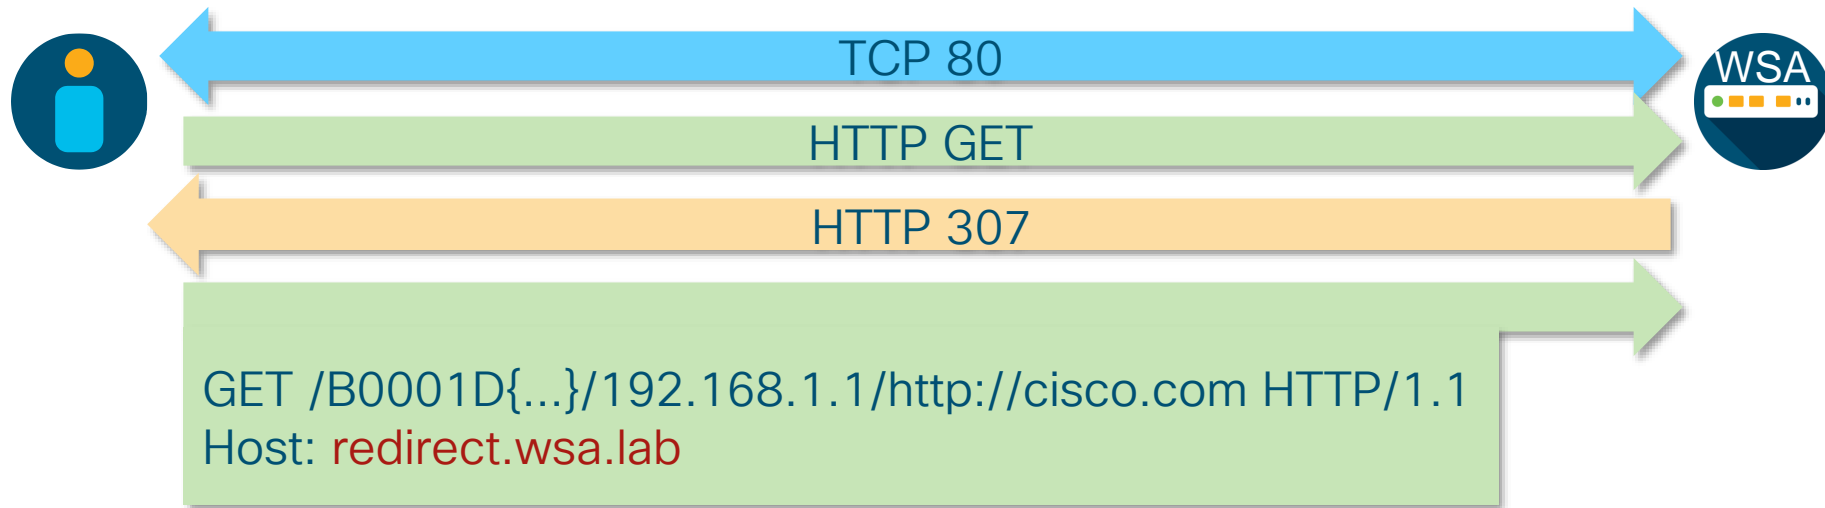 TCP 80
WSA
HTTP GET
HTTP 307
GET /B0001D{...}/192.168.1.1/http://cisco.com HTTP/1.1
Host: redirect.wsa.lab